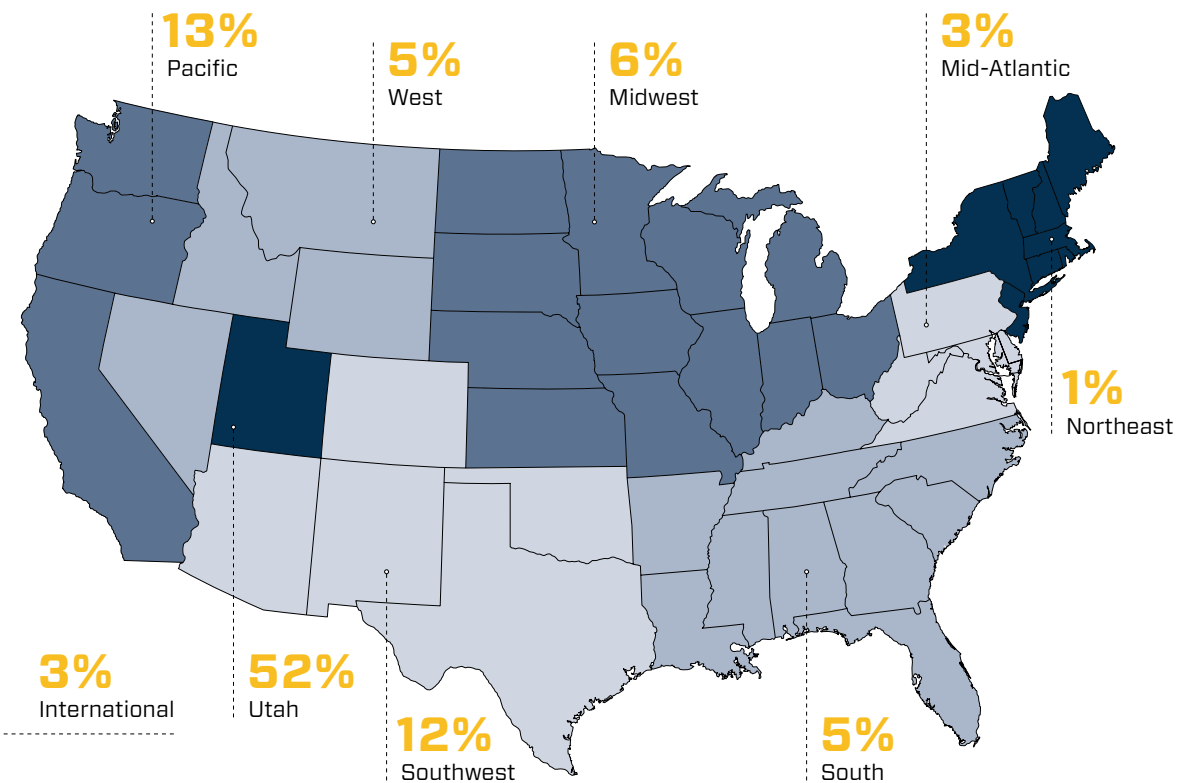 13%
Pacific
5%
West
6%
Midwest
3%
Mid-Atlantic
1%
Northeast
3%
International
52%
Utah
12%
Southwest
5%
South